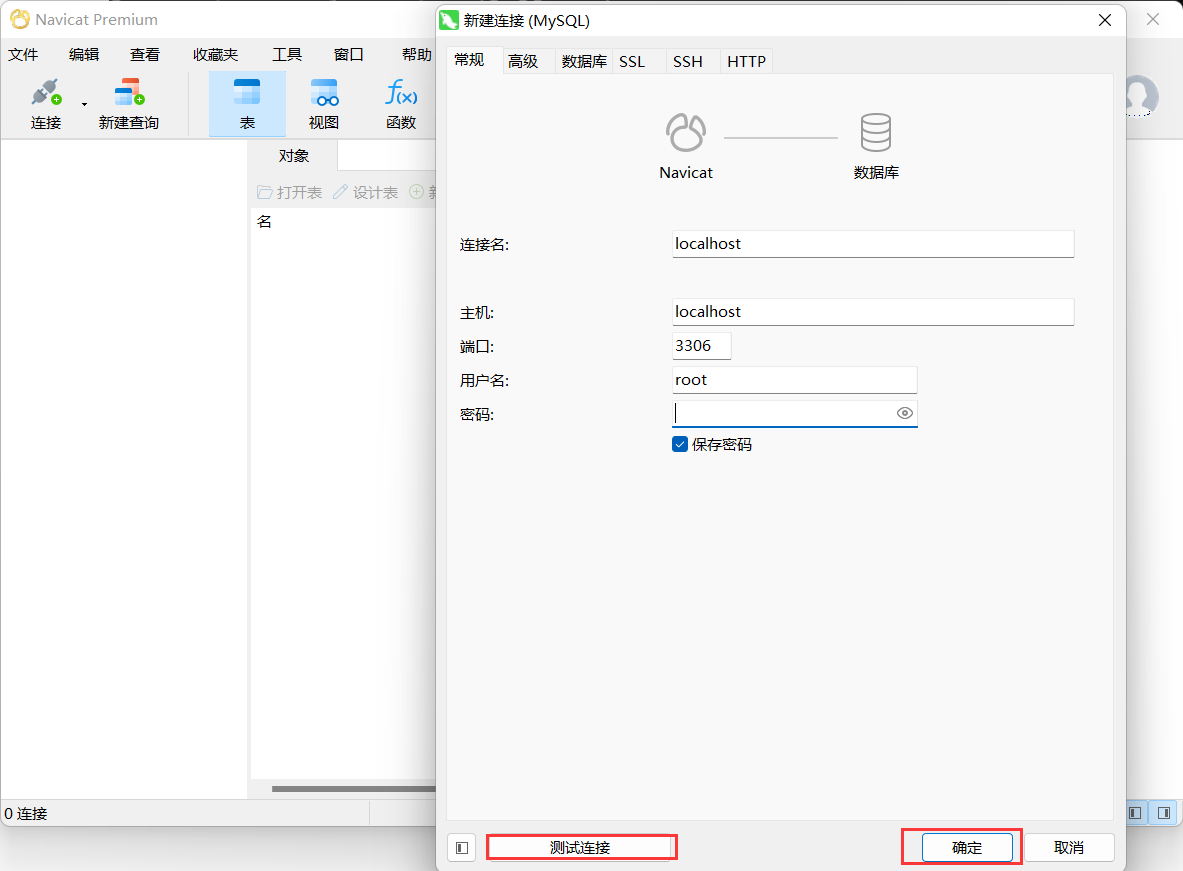 Navicat Premium
文件 编辑 查看 收藏夹 工具 窗口 帮助
连接 新建查询 表 视图 f(x) 函数
对象
打开表 设计表
名
0 连接
新建连接 (MySQL)
常规 高级 数据库 SSL SSH HTTP
Navicat 数据库
连接名: localhost
主机: localhost
端口: 3306
用户名: root
密码:
保存密码
测试连接 确定 取消